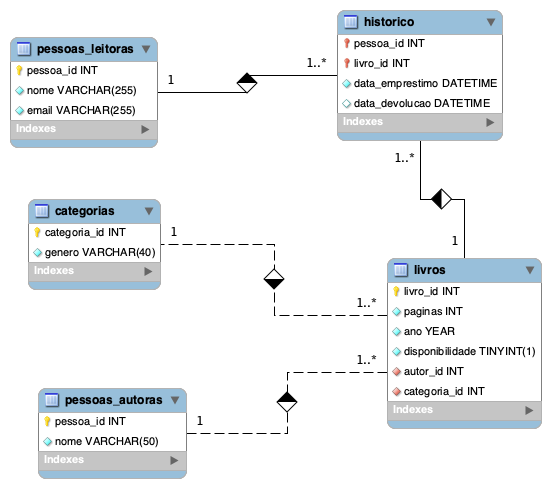 pessoas_leitoras
pessoa_id INT
nome VARCHAR(255)
email VARCHAR(255)
Indexes
1
1..*
historico
pessoa_id INT
livro_id INT
data_emprestimo DATETIME
data_devolucao DATETIME
Indexes
1..*
1
categorias
categoria_id INT
genero VARCHAR(40)
Indexes
1
1..*
livros
livro_id INT
paginas INT
ano YEAR
disponibilidade TINYINT(1)
autor_id INT
categoria_id INT
Indexes
1..*
pessoas_autoras
pessoa_id INT
nome VARCHAR(50)
Indexes
1